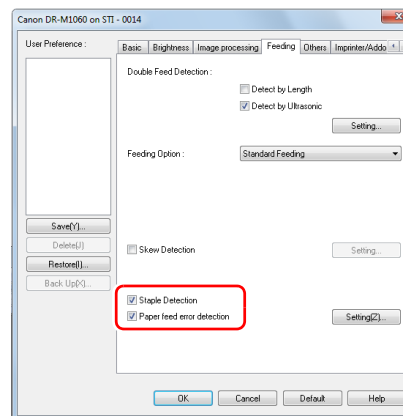 Canon DR-M1060 on STI - 0014
User Preference :
Basic Brightness Image processing Feeding Others Imprinter/Addo
Double Feed Detection :
Detect by Length
Detect by Ultrasonic
Setting...
Feeding Option :
Standard Feeding
Save(Y)...
Delete(J)
Skew Detection
Setting...
Restore(I)...
Back Up(X)...
Staple Detection
Paper feed error detection
Setting(Z)...
OK Cancel Default Help